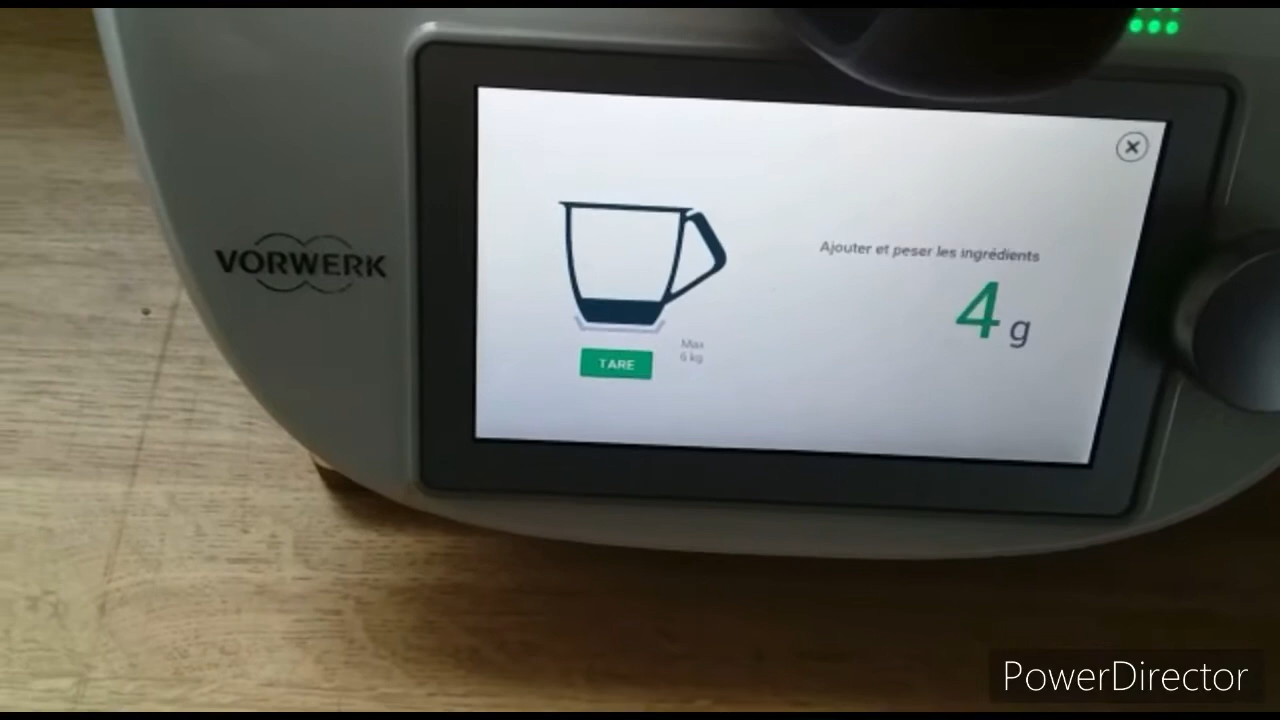 VORWERK
Ajouter et peser les ingrédients
4 g
Max
6 kg
TARE
PowerDirector